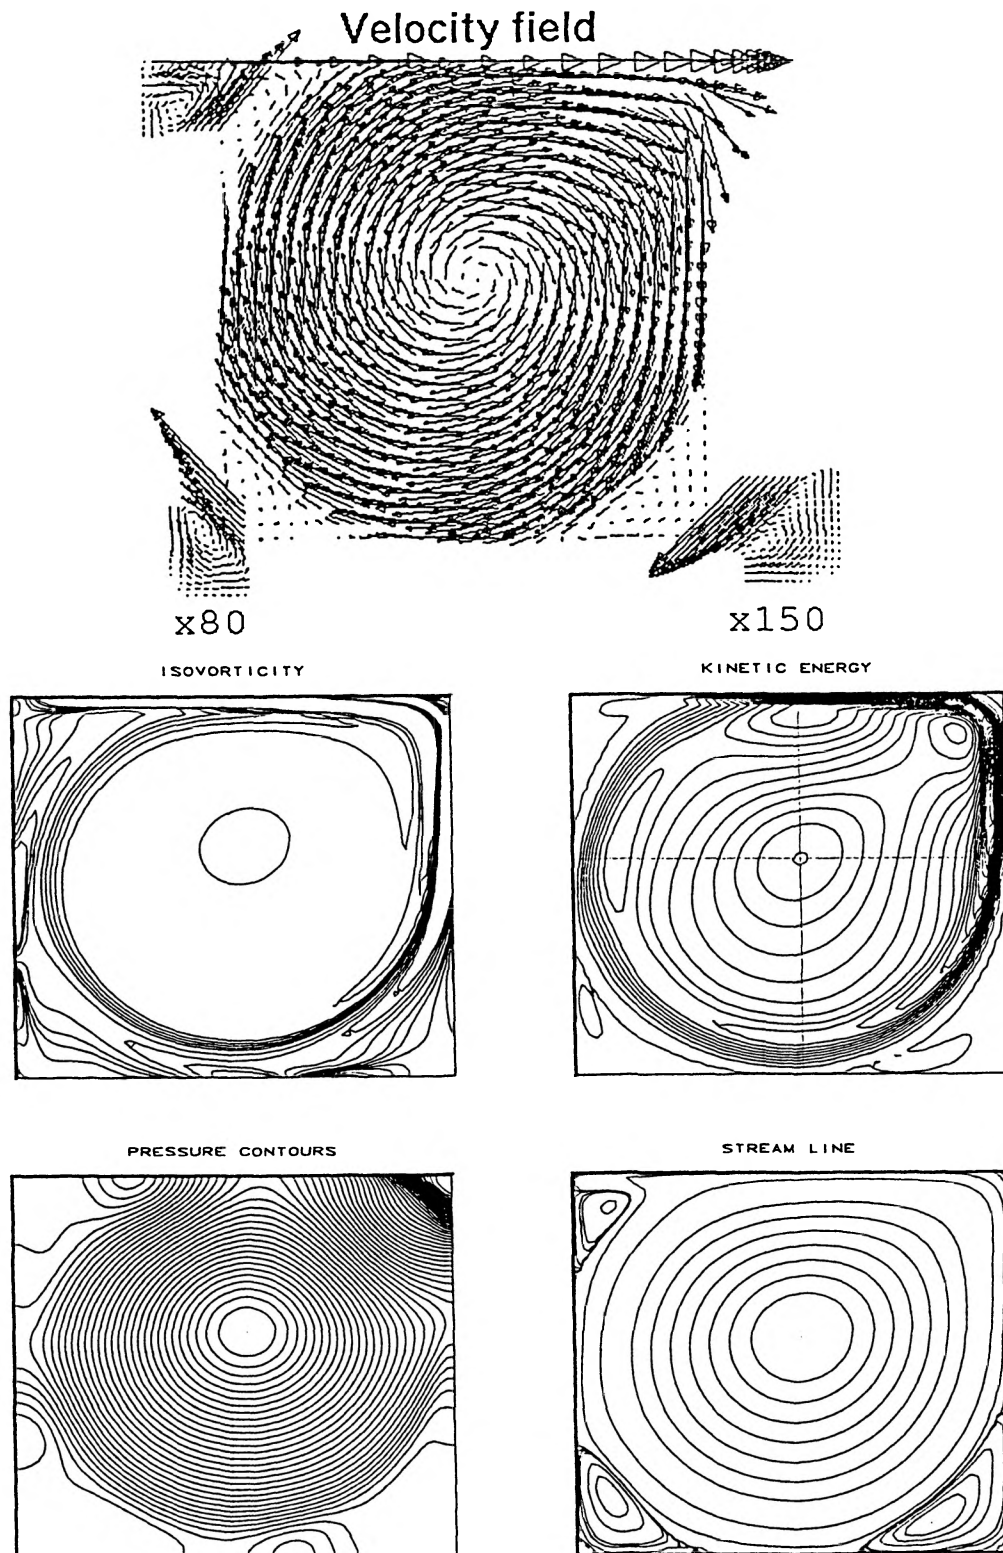 Velocity field
x80
x150
ISOVORTICITY
KINETIC ENERGY
PRESSURE CONTOURS
STREAM LINE